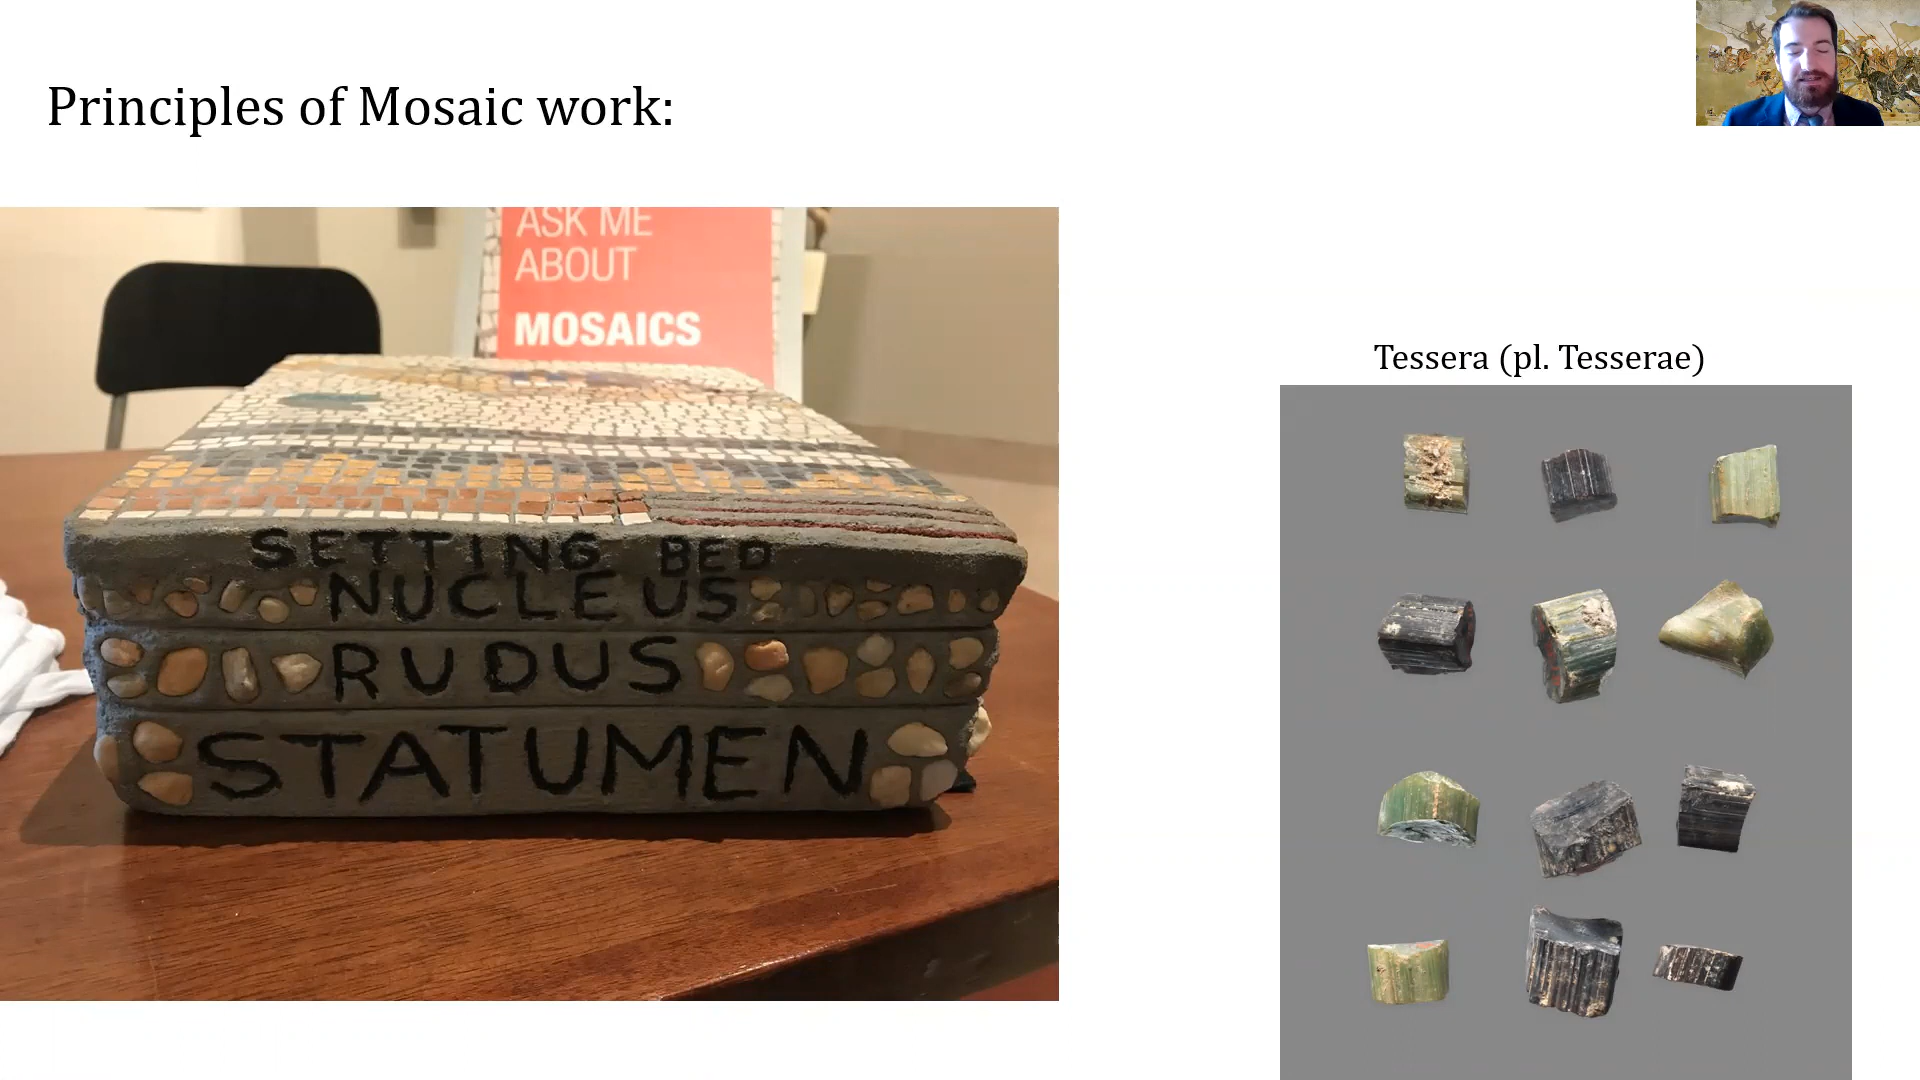 Principles of Mosaic work:
ASK ME
ABOUT
MOSAICS
SETTING BED
NUCLEUS
RUDUS
STATUMEN
Tessera (pl. Tesserae)